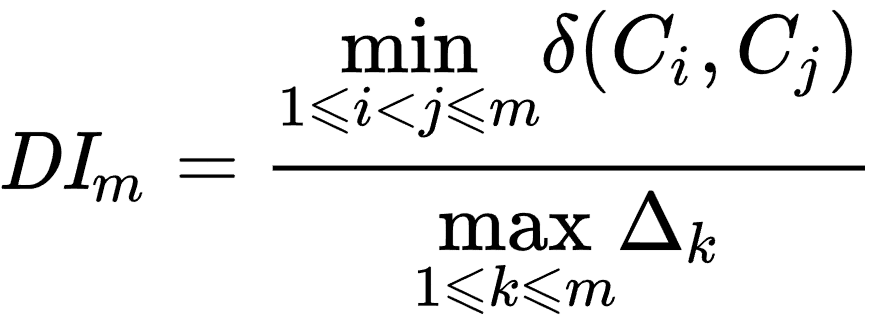 DI_m = \frac{\min_{1 \leqslant i < j \leqslant m} \delta(C_i, C_j)}{\max_{1 \leqslant k \leqslant m} \Delta_k}